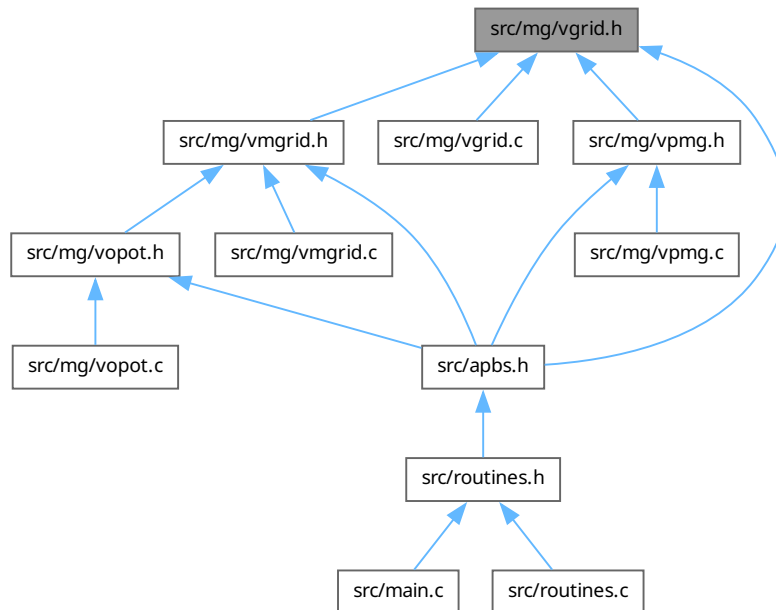 src/mg/vgrid.h
src/mg/vmgrid.h
src/mg/vgrid.c
src/mg/vpmg.h
src/mg/vopot.h
src/mg/vmgrid.c
src/mg/vpmg.c
src/mg/vopot.c
src/apbs.h
src/routines.h
src/main.c
src/routines.c